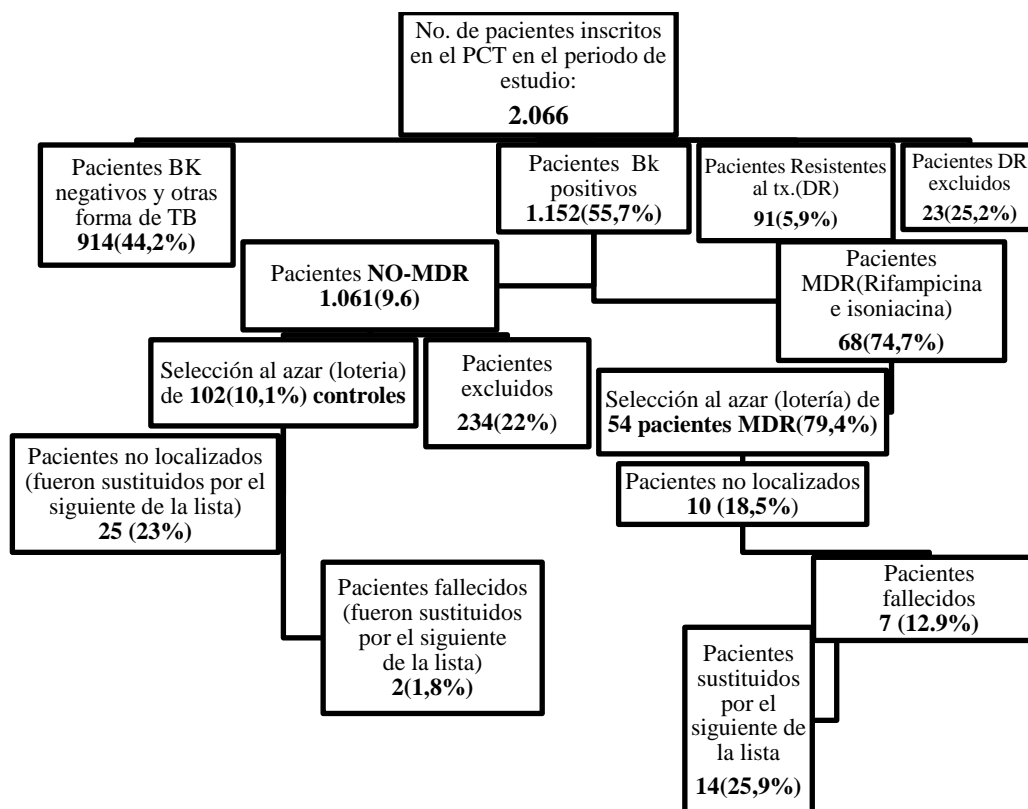 No. de pacientes inscritos
en el PCT en el periodo de
estudio:
2.066
Pacientes BK
negativos y otras
forma de TB
914(44,2%)
Pacientes Bk
positivos
1.152(55,7%)
Pacientes Resistentes
al tx.(DR)
91(5,9%)
Pacientes DR
excluidos
23(25,2%)
Pacientes NO-MDR
1.061(9.6)
Pacientes
MDR(Rifampicina
e isoniacina)
68(74,7%)
Selección al azar (loteria)
de 102(10,1%) controles
Pacientes
excluidos
234(22%)
Selección al azar (lotería) de
54 pacientes MDR(79,4%)
Pacientes no localizados
(fueron sustituidos por el
siguiente de la lista)
25 (23%)
Pacientes no localizados
10 (18,5%)
Pacientes fallecidos
(fueron sustituidos
por el siguiente
de la lista)
2(1,8%)
Pacientes
fallecidos
7 (12.9%)
Pacientes
sustituidos
por el
siguiente de
la lista
14(25,9%)